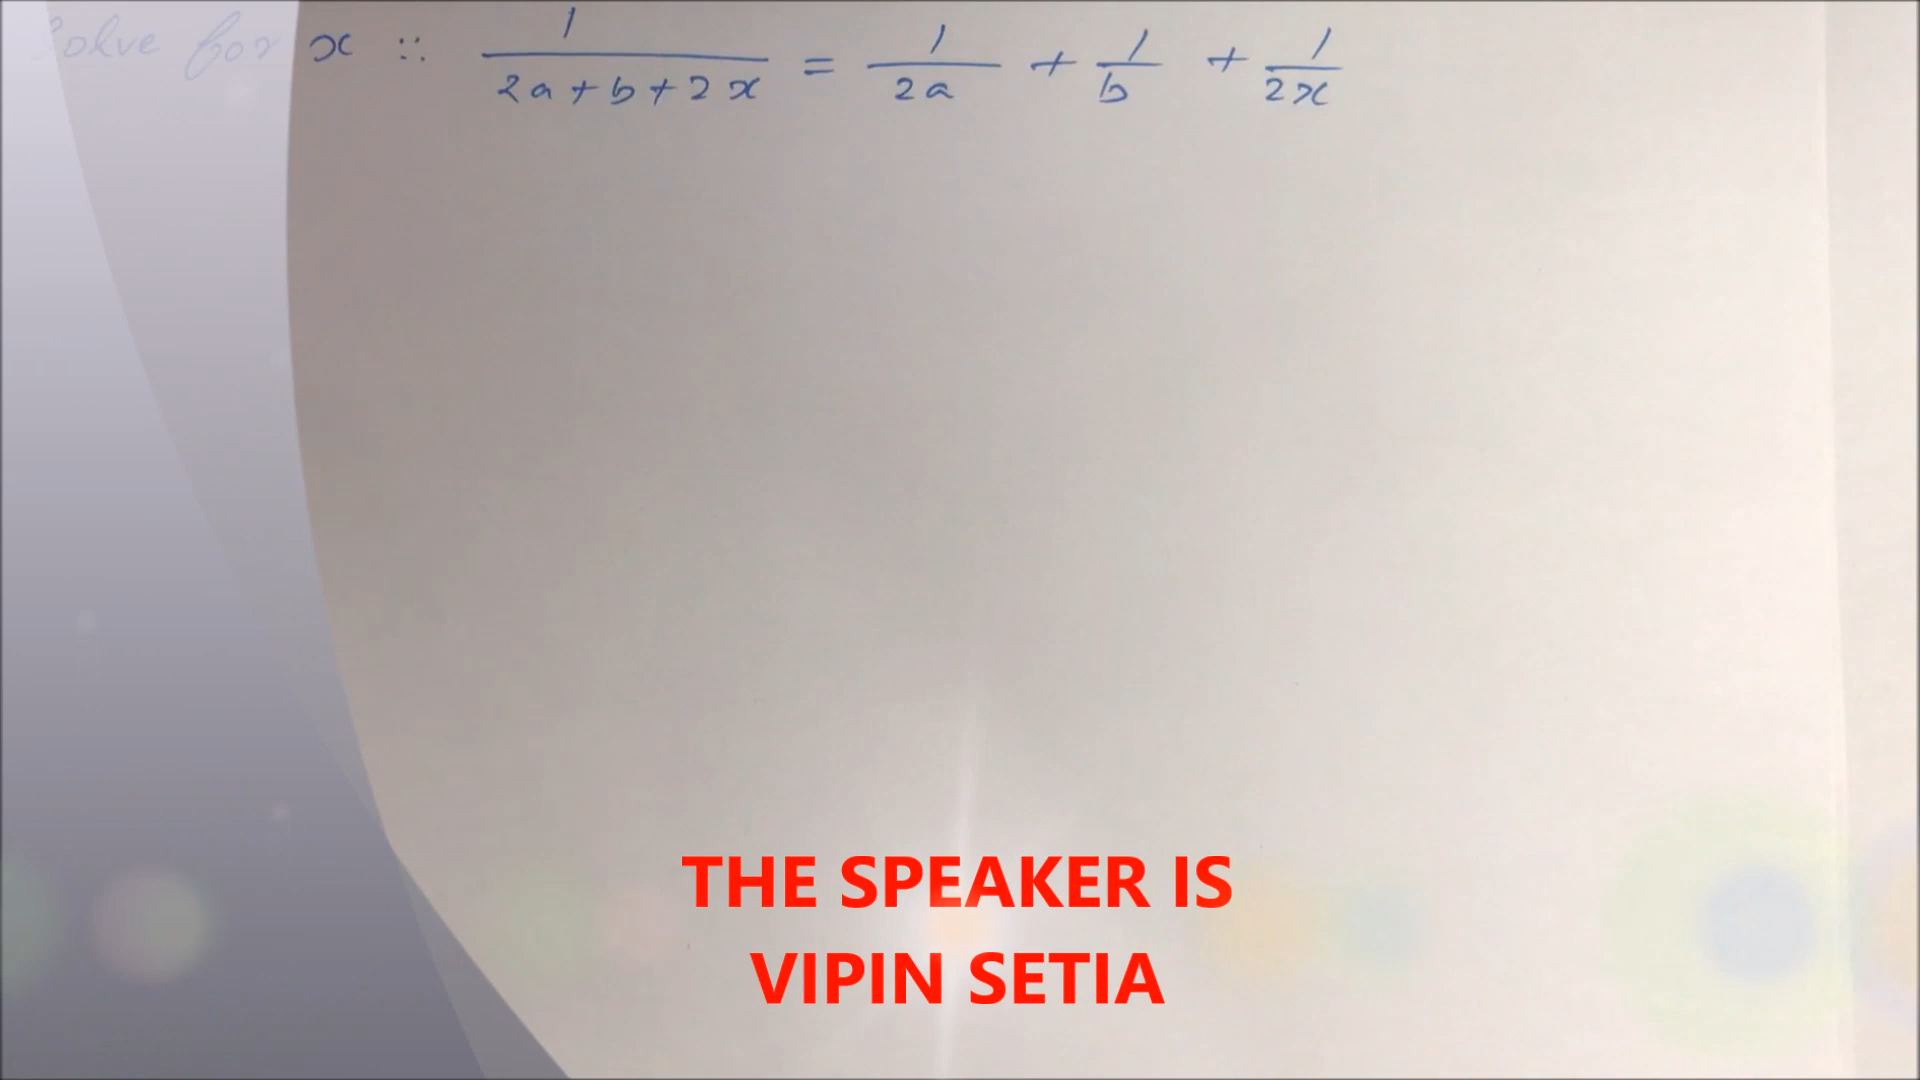 Solve for x :: 1/(2a+b+2x) = 1/2a + 1/b + 1/2x
THE SPEAKER IS
VIPIN SETIA